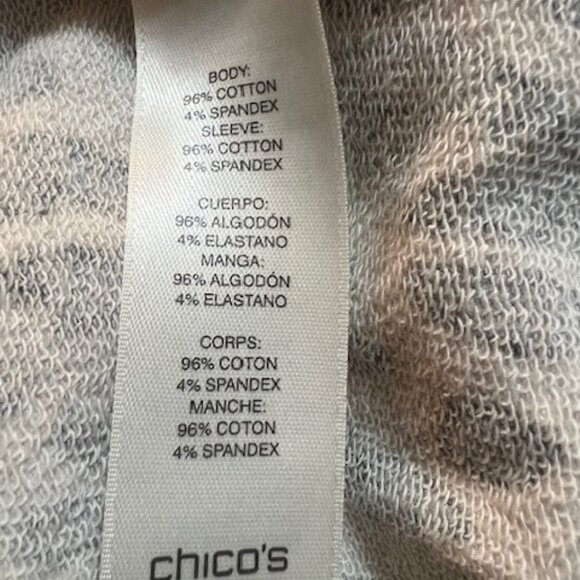 BODY:
96% COTTON
4% SPANDEX
SLEEVE:
96% COTTON
4% SPANDEX
CUERPO:
96% ALGODÓN
4% ELASTANO
MANGA:
96% ALGODÓN
4% ELASTANO
CORPS:
96% COTON
4% SPANDEX
MANCHE:
96% COTON
4% SPANDEX
chico's